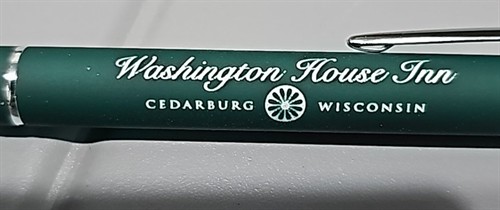 Washington House Inn
CEDARBURG WISCONSIN